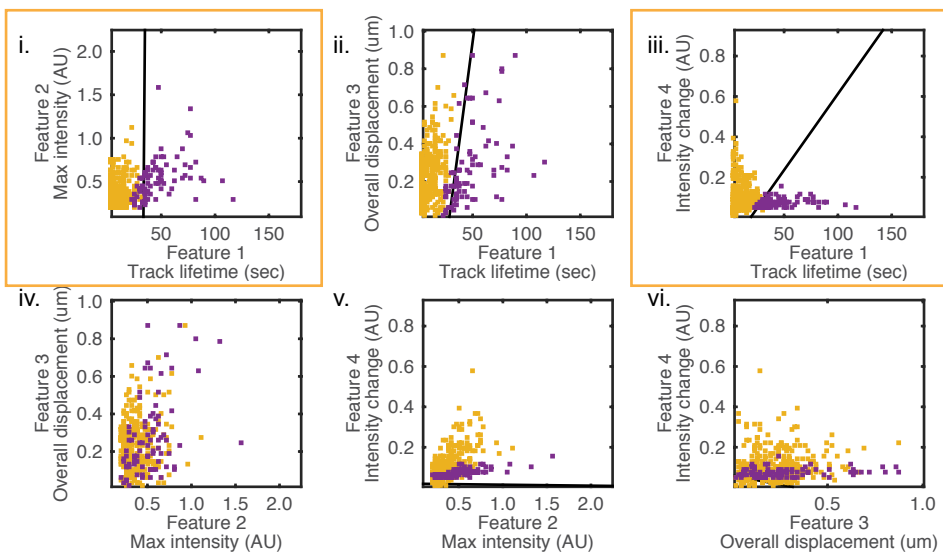 i.
Feature 2
Max intensity (AU)
2.0
1.5
1.0
0.5
50
100
150
Feature 1
Track lifetime (sec)
ii.
Feature 3
Overall displacement (um)
1.0
0.8
0.6
0.4
0.2
50
100
150
Feature 1
Track lifetime (sec)
iii.
Feature 4
Intensity change (AU)
0.8
0.6
0.4
0.2
0
50
100
150
Feature 1
Track lifetime (sec)
iv.
Feature 3
Overall displacement (um)
1.0
0.8
0.6
0.4
0.2
0.5
1.0
1.5
2.0
Feature 2
Max intensity (AU)
v.
Feature 4
Intensity change (AU)
0.8
0.6
0.4
0.2
0
0.5
1.0
1.5
2.0
Feature 2
Max intensity (AU)
vi.
Feature 4
Intensity change (AU)
0.8
0.6
0.4
0.2
0
0.5
1.0
Feature 3
Overall displacement (um)